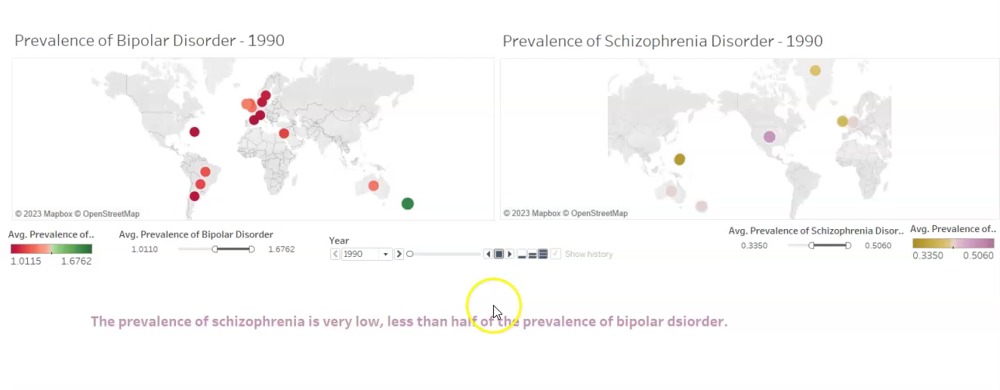 Prevalence of Bipolar Disorder - 1990
Prevalence of Schizophrenia Disorder - 1990
© 2023 Mapbox © OpenStreetMap
© 2023 Mapbox © OpenStreetMap
Avg. Prevalence of..
1.0115 1.6762
Avg. Prevalence of Bipolar Disorder
1.0110 1.6762
Year
1990
Show history
Avg. Prevalence of Schizophrenia Disor..
0.3350 0.5060
Avg. Prevalence of..
0.3350 0.5060
The prevalence of schizophrenia is very low, less than half of the prevalence of bipolar dsiorder.